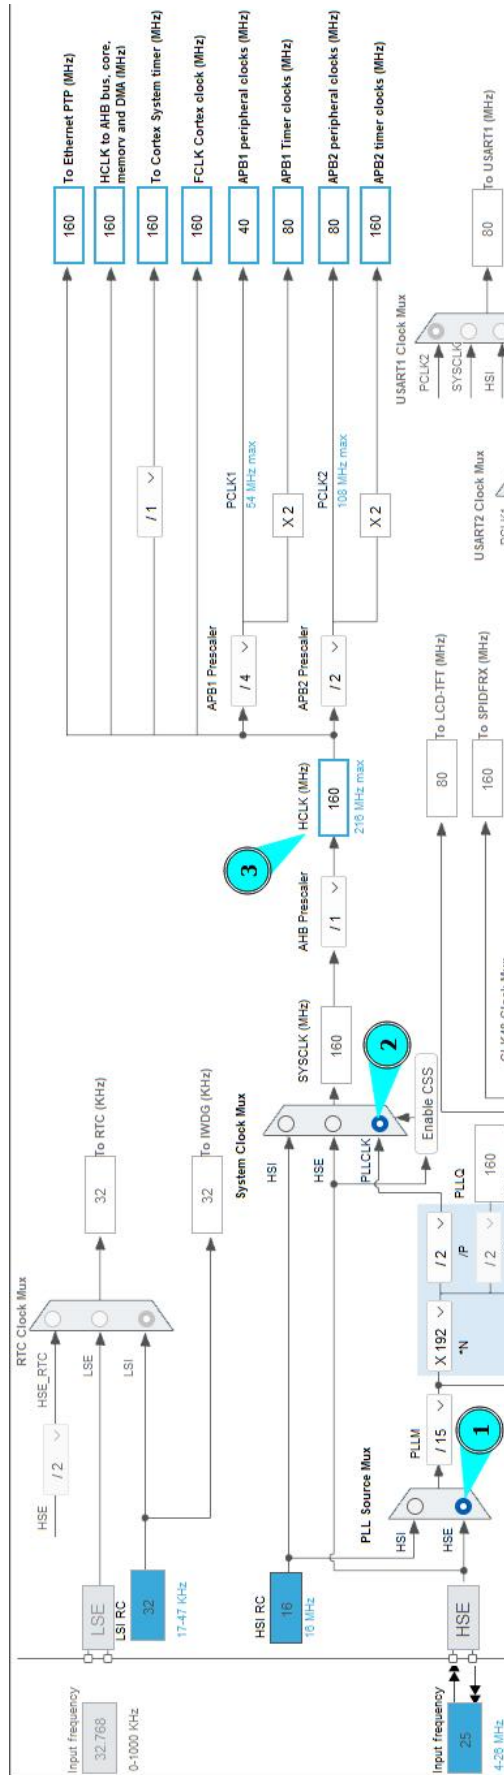 Input frequency
32.768
0-1000 KHz
LSE
LSI RC
32
17-47 KHz
HSE
/ 2
HSE_RTC
LSE
LSI
RTC Clock Mux
32
To RTC (KHz)
32
To IWDG (KHz)
HSI RC
16
16 MHz
Input frequency
25
4-26 MHz
HSE
PLL Source Mux
HSI
HSE
1
PLLM
/ 15
X 192
*N
/ 2
/P
/ 2
PLLQ
160
System Clock Mux
HSI
HSE
PLLCLK
2
Enable CSS
SYSCLK (MHz)
160
AHB Prescaler
/ 1
3
HCLK (MHz)
160
216 MHz max
APB1 Prescaler
/ 4
APB2 Prescaler
/ 2
/ 1
PCLK1
54 MHz max
X 2
PCLK2
108 MHz max
X 2
160
To Ethernet PTP (MHz)
160
HCLK to AHB bus, core,
memory and DMA (MHz)
160
To Cortex System timer (MHz)
160
FCLK Cortex clock (MHz)
40
APB1 peripheral clocks (MHz)
80
APB1 Timer clocks (MHz)
80
APB2 peripheral clocks (MHz)
160
APB2 timer clocks (MHz)
80
To LCD-TFT (MHz)
160
To SPIDFRX (MHz)
USART1 Clock Mux
PCLK2
SYSCLK
HSI
80
To USART1 (MHz)
USART2 Clock Mux